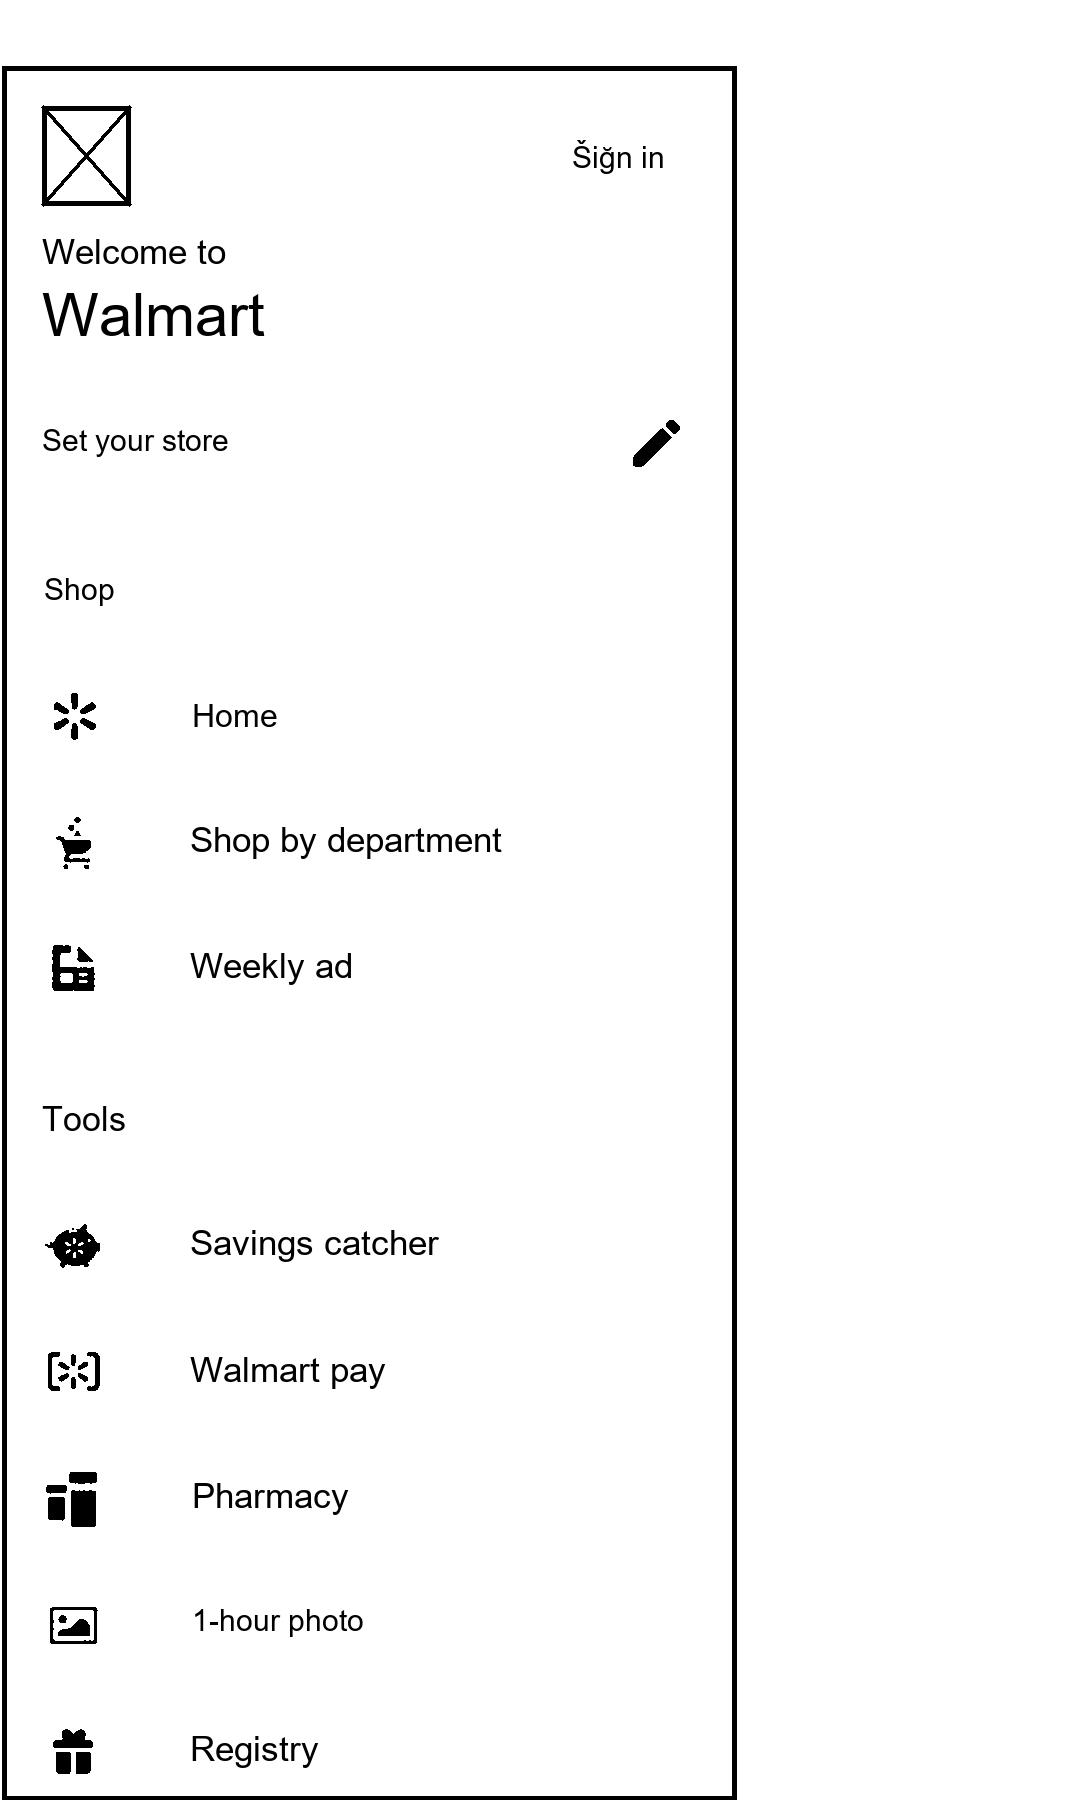 Šiğn in
Welcome to
Walmart
Set your store
Shop
Home
Shop by department
Weekly ad
Tools
Savings catcher
Walmart pay
Pharmacy
1-hour photo
Registry